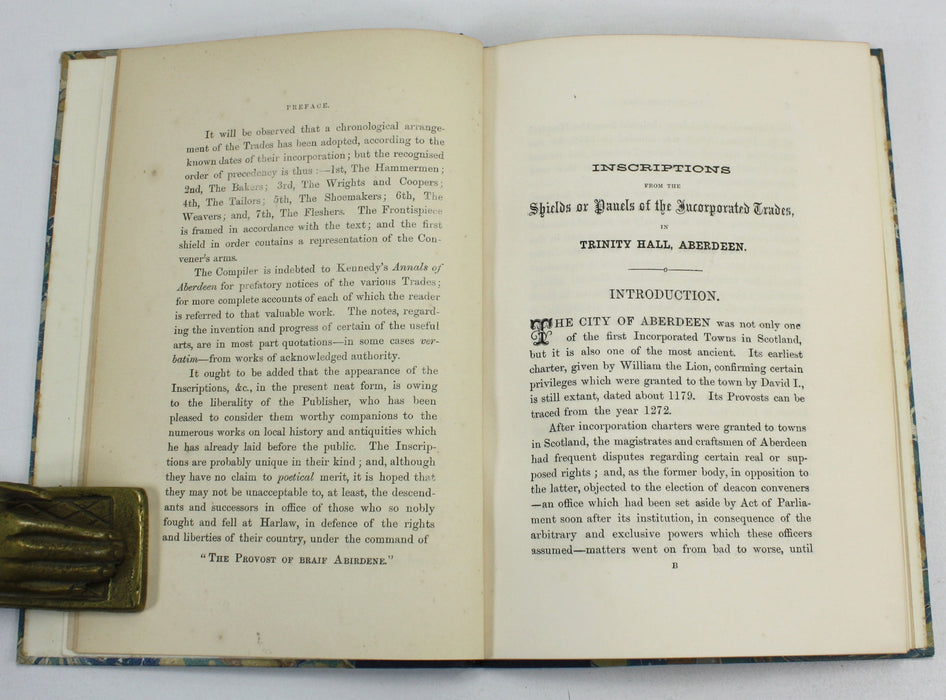 PREFACE.
It will be observed that a chronological arrange-
ment of the Trades has been adopted, according to the
known dates of their incorporation; but the recognised
order of precedency is thus :—1st, The Hammermen;
2nd, The Bakers; 3rd, The Wrights and Coopers;
4th, The Tailors; 5th, The Shoemakers; 6th, The
Weavers; and, 7th, The Fleshers. The Frontispiece
is framed in accordance with the text; and the first
shield in order contains a representation of the Con-
vener's arms.
The Compiler is indebted to Kennedy's Annals of
Aberdeen for prefatory notices of the various Trades;
for more complete accounts of each of which the reader
is referred to that valuable work. The notes, regard-
ing the invention and progress of certain of the useful
arts, are in most part quotations—in some cases ver-
batim—from works of acknowledged authority.
It ought to be added that the appearance of the
Inscriptions, &c., in the present neat form, is owing
to the liberality of the Publisher, who has been
pleased to consider them worthy companions to the
numerous works on local history and antiquities which
he has already laid before the public. The Inscrip-
tions are probably unique in their kind; and, although
they have no claim to poetical merit, it is hoped that
they may not be unacceptable to, at least, the descend-
ants and successors in office of those who so nobly
fought and fell at Harlaw, in defence of the rights
and liberties of their country, under the command of
"The Provost of braif Abirdene."
INSCRIPTIONS
FROM THE
Shields or Panels of the Incorporated Trades,
IN
TRINITY HALL, ABERDEEN.
INTRODUCTION.
THE CITY OF ABERDEEN was not only one
of the first Incorporated Towns in Scotland,
but it is also one of the most ancient. Its earliest
charter, given by William the Lion, confirming certain
privileges which were granted to the town by David I.,
is still extant, dated about 1179. Its Provosts can be
traced from the year 1272.
After incorporation charters were granted to towns
in Scotland, the magistrates and craftsmen of Aberdeen
had frequent disputes regarding certain real or sup-
posed rights; and, as the former body, in opposition to
the latter, objected to the election of deacon conveners
—an office which had been set aside by Act of Parlia-
ment soon after its institution, in consequence of the
arbitrary and exclusive powers which these officers
assumed—matters went on from bad to worse, until
B